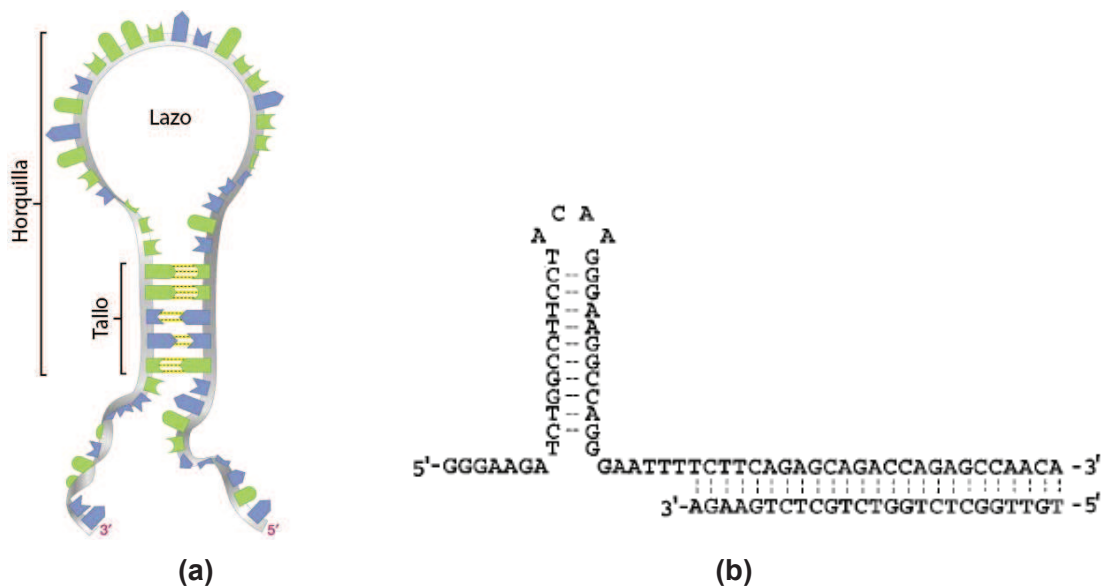 Horquilla
Lazo
Tallo
3'
5'
(a)
C A
A A
T G
C--G
C--G
T--A
T--A
C--G
C--G
G--C
G--C
T--A
C--G
T G
5'-GGGAAGA GAATTTTCTTCAGAGCAGACCAGAGCCAACA-3'
3'-AGAAGTCTCGTCTGGTCTCGGTTGT-5'
(b)